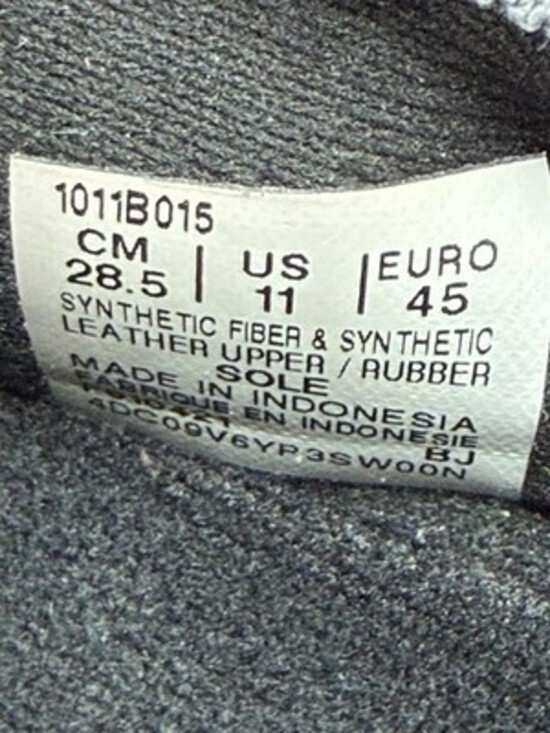 1011B015
CM | US | EURO
28.5 | 11 | 45
SYNTHETIC FIBER & SYNTHETIC
LEATHER UPPER / RUBBER
SOLE
MADE IN INDONESIA
FABRIQUE EN INDONESIE
BJ
4DC09V6YP3SW00N